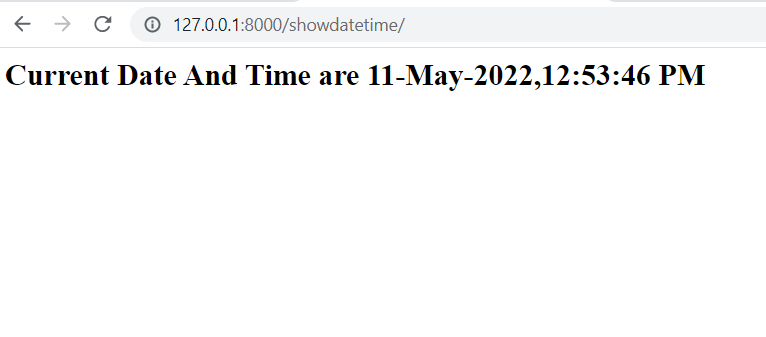 127.0.0.1:8000/showdatetime/
Current Date And Time are 11-May-2022,12:53:46 PM